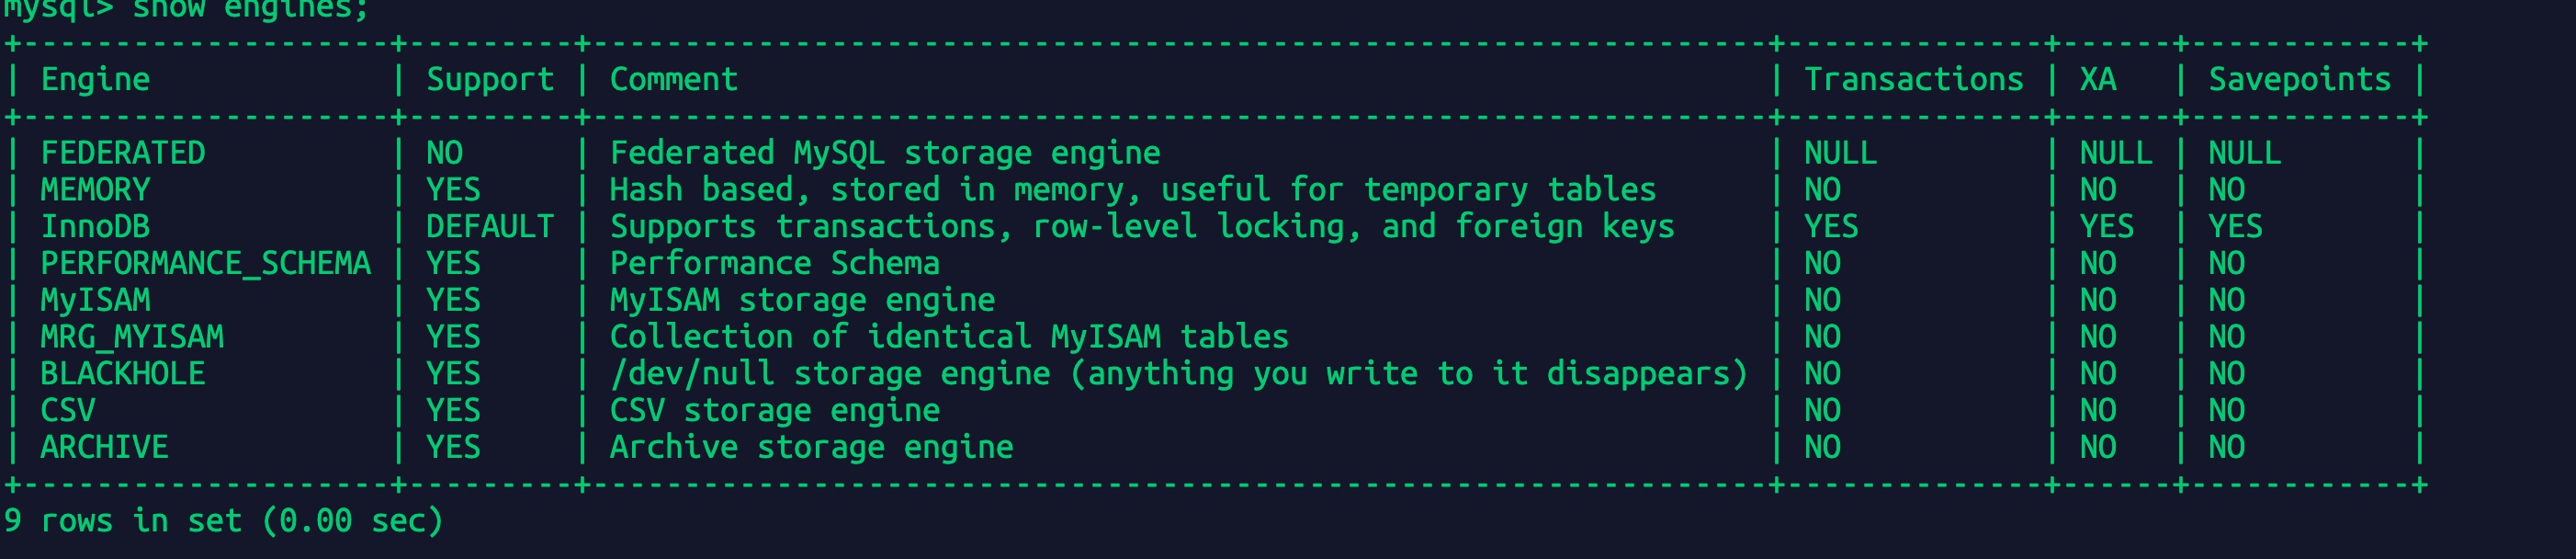 mysql> show engines;
+--------------------+---------+----------------------------------------------------------------+--------------+------+------------+
| Engine             | Support | Comment                                                        | Transactions | XA   | Savepoints |
+--------------------+---------+----------------------------------------------------------------+--------------+------+------------+
| FEDERATED          | NO      | Federated MySQL storage engine                                 | NULL         | NULL | NULL       |
| MEMORY             | YES     | Hash based, stored in memory, useful for temporary tables      | NO           | NO   | NO         |
| InnoDB             | DEFAULT | Supports transactions, row-level locking, and foreign keys     | YES          | YES  | YES        |
| PERFORMANCE_SCHEMA | YES     | Performance Schema                                             | NO           | NO   | NO         |
| MyISAM             | YES     | MyISAM storage engine                                          | NO           | NO   | NO         |
| MRG_MYISAM         | YES     | Collection of identical MyISAM tables                          | NO           | NO   | NO         |
| BLACKHOLE          | YES     | /dev/null storage engine (anything you write to it disappears) | NO           | NO   | NO         |
| CSV                | YES     | CSV storage engine                                             | NO           | NO   | NO         |
| ARCHIVE            | YES     | Archive storage engine                                         | NO           | NO   | NO         |
+--------------------+---------+----------------------------------------------------------------+--------------+------+------------+
9 rows in set (0.00 sec)